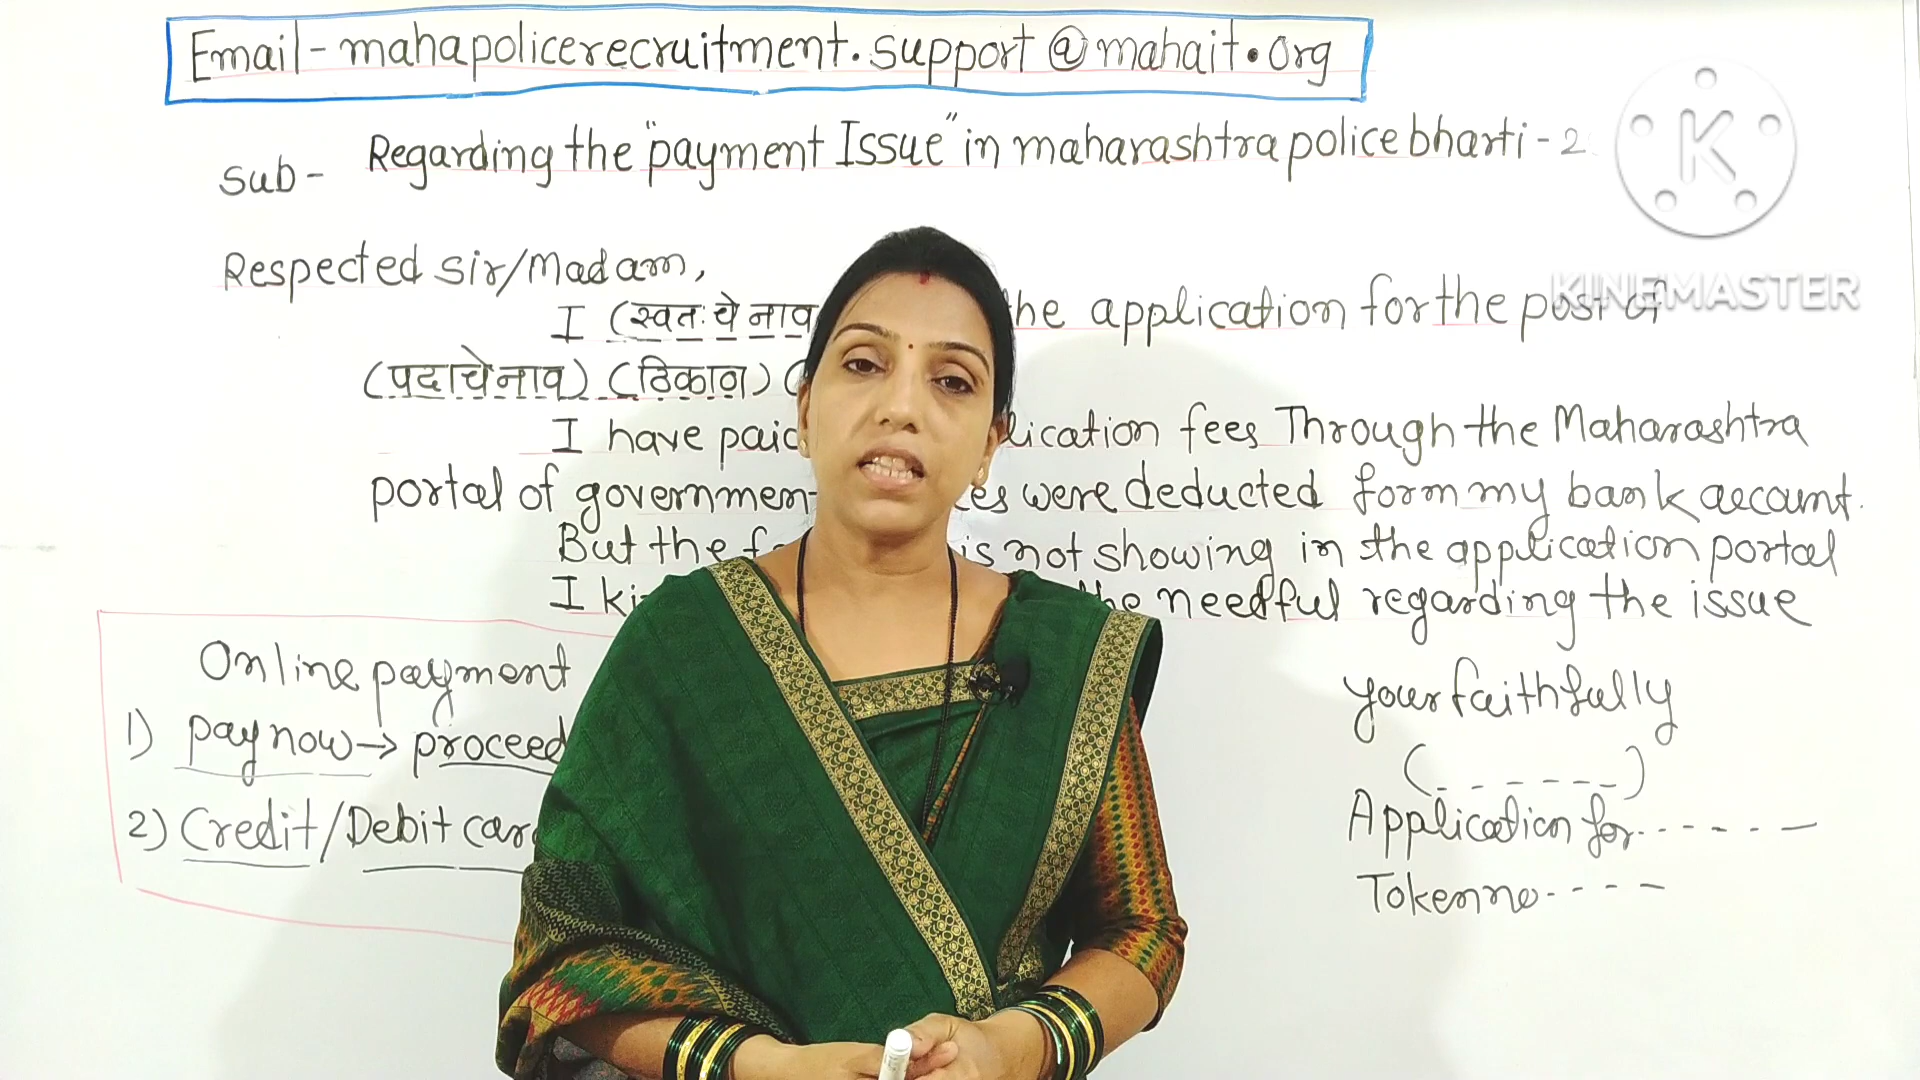 Email - mahapolicerecruitment.support@mahait.org
Sub - Regarding the "payment Issue" in maharashtra police bharti - 2
Respected sir/madam,
I (स्वतःचे नाव he application for the post of
(पदाचे नाव) (ठिकाण) (
I have paid lication fees Through the Maharashtra
portal of governmen es were deducted form my bank account.
But the f is not showing in the application portal
I ki he needful regarding the issue
Online payment
1) pay now → proceed
2) Credit/Debit car
your faithfully
(------)
Application for------
Token no----
K
KINEMASTER